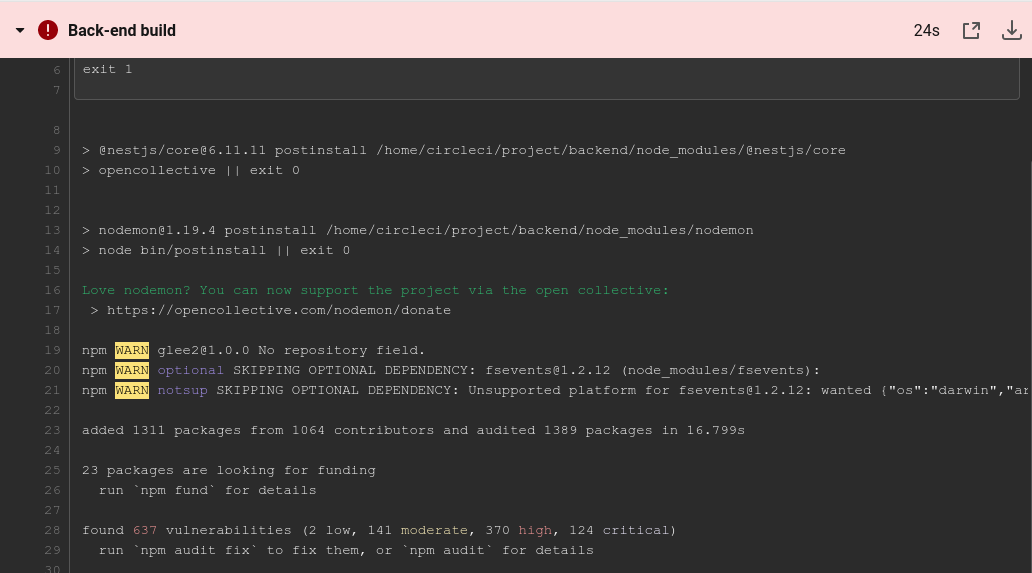 Back-end build 24s
6 exit 1
7
8
9 > @nestjs/core@6.11.11 postinstall /home/circleci/project/backend/node_modules/@nestjs/core
10 > opencollective || exit 0
11
12
13 > nodemon@1.19.4 postinstall /home/circleci/project/backend/node_modules/nodemon
14 > node bin/postinstall || exit 0
15
16 Love nodemon? You can now support the project via the open collective:
17 > https://opencollective.com/nodemon/donate
18
19 npm WARN glee2@1.0.0 No repository field.
20 npm WARN optional SKIPPING OPTIONAL DEPENDENCY: fsevents@1.2.12 (node_modules/fsevents):
21 npm WARN notsup SKIPPING OPTIONAL DEPENDENCY: Unsupported platform for fsevents@1.2.12: wanted {"os":"darwin","ar
22
23 added 1311 packages from 1064 contributors and audited 1389 packages in 16.799s
24
25 23 packages are looking for funding
26 run `npm fund` for details
27
28 found 637 vulnerabilities (2 low, 141 moderate, 370 high, 124 critical)
29 run `npm audit fix` to fix them, or `npm audit` for details
30